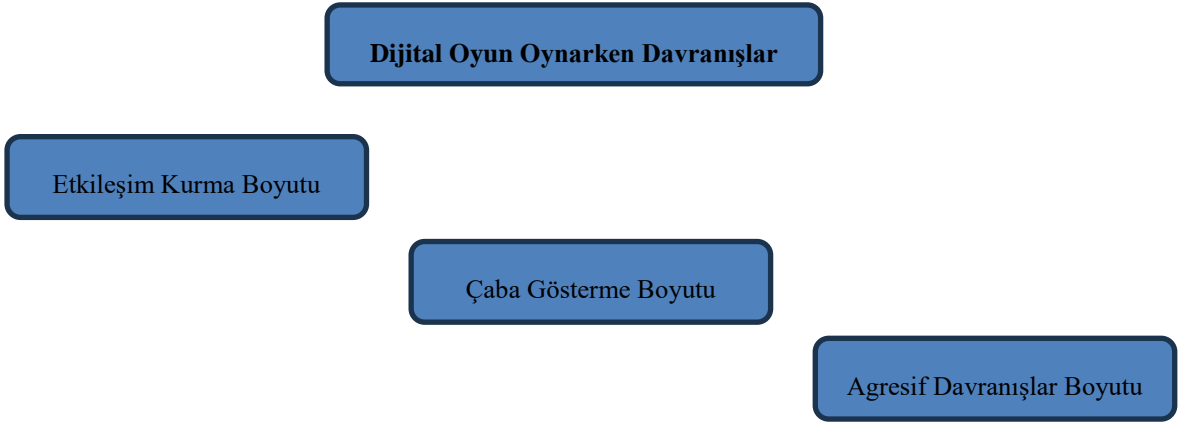 Dijital Oyun Oynarken Davranışlar
Etkileşim Kurma Boyutu
Çaba Gösterme Boyutu
Agresif Davranışlar Boyutu